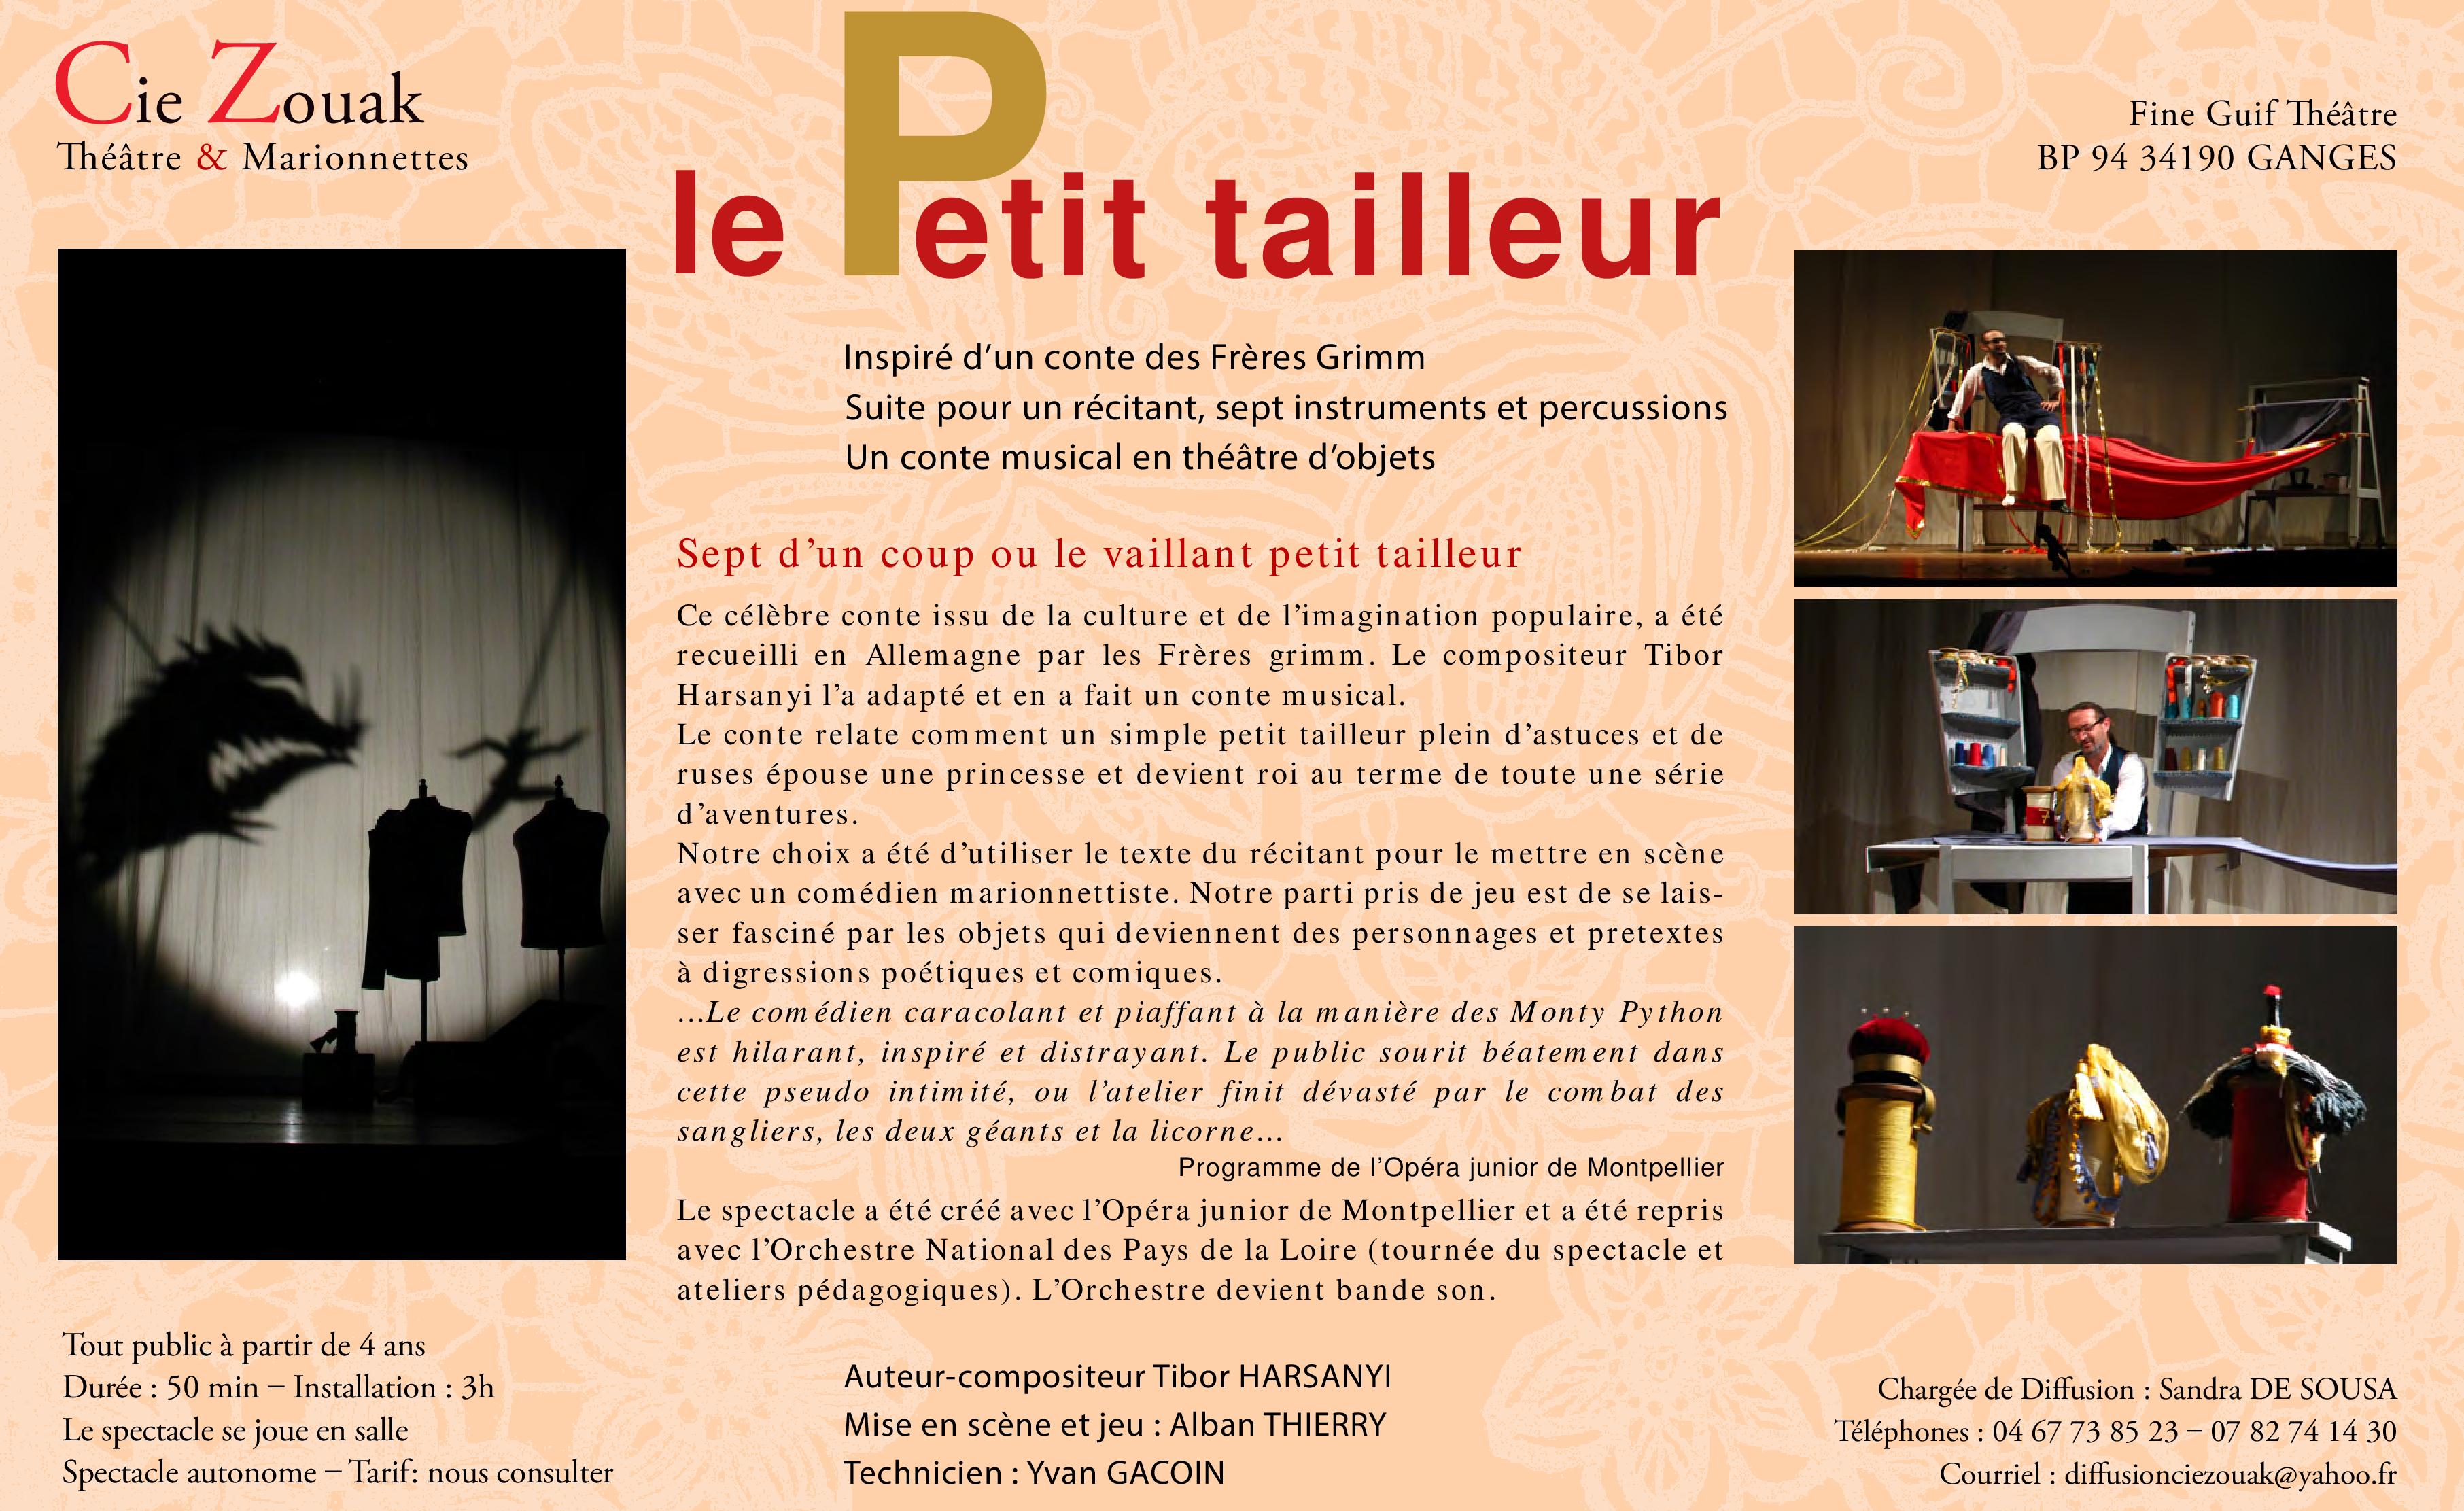 Cie Zouak
Théâtre & Marionnettes
le Petit tailleur
Fine Guif Théâtre
BP 94 34190 GANGES
Inspiré d’un conte des Frères Grimm
Suite pour un récitant, sept instruments et percussions
Un conte musical en théâtre d’objets
Sept d’un coup ou le vaillant petit tailleur
Ce célèbre conte issu de la culture et de l’imagination populaire, a été
recueilli en Allemagne par les Frères grimm. Le compositeur Tibor
Harsanyi l’a adapté et en a fait un conte musical.
Le conte relate comment un simple petit tailleur plein d’astuces et de
ruses épouse une princesse et devient roi au terme de toute une série
d’aventures.
Notre choix a été d’utiliser le texte du récitant pour le mettre en scène
avec un comédien marionnettiste. Notre parti pris de jeu est de se lais-
ser fasciné par les objets qui deviennent des personnages et pretextes
à digressions poétiques et comiques.
...Le comédien caracolant et piaffant à la manière des Monty Python
est hilarant, inspiré et distrayant. Le public sourit béatement dans
cette pseudo intimité, ou l’atelier finit dévasté par le combat des
sangliers, les deux géants et la licorne...
Programme de l’Opéra junior de Montpellier
Le spectacle a été créé avec l’Opéra junior de Montpellier et a été repris
avec l’Orchestre National des Pays de la Loire (tournée du spectacle et
ateliers pédagogiques). L’Orchestre devient bande son.
Tout public à partir de 4 ans
Durée : 50 min – Installation : 3h
Le spectacle se joue en salle
Spectacle autonome – Tarif: nous consulter
Auteur-compositeur Tibor HARSANYI
Mise en scène et jeu : Alban THIERRY
Technicien : Yvan GACOIN
Chargée de Diffusion : Sandra DE SOUSA
Téléphones : 04 67 73 85 23 – 07 82 74 14 30
Courriel : diffusionciezouak@yahoo.fr